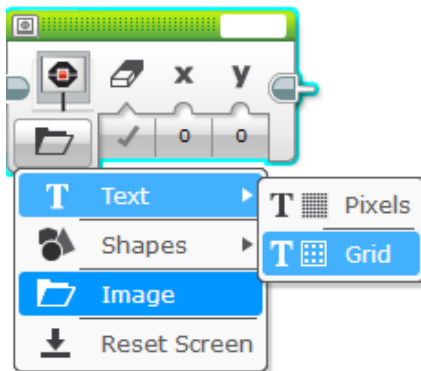 x y
0 0
T Text
T Pixels
Shapes
T Grid
Image
Reset Screen